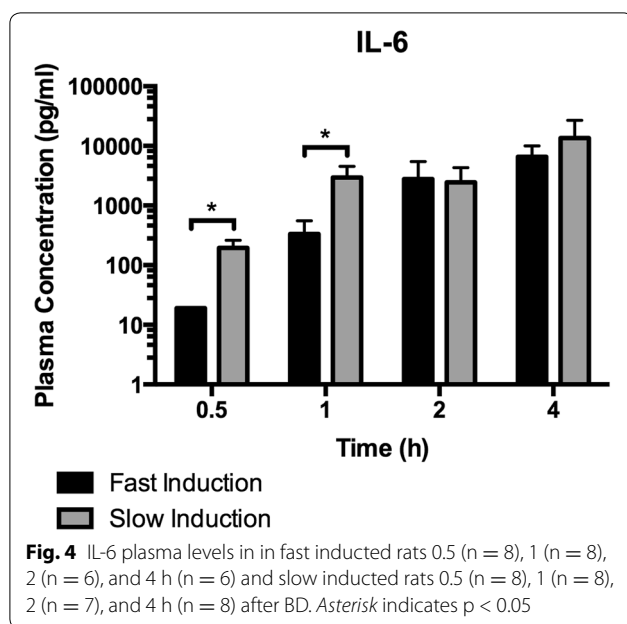 IL-6
Plasma Concentration (pg/ml)
100000
10000
1000
100
10
1
*
*
0.5
1
2
4
Time (h)
Fast Induction
Slow Induction
Fig. 4 IL-6 plasma levels in in fast inducted rats 0.5 (n = 8), 1 (n = 8),
2 (n = 6), and 4 h (n = 6) and slow inducted rats 0.5 (n = 8), 1 (n = 8),
2 (n = 7), and 4 h (n = 8) after BD. Asterisk indicates p < 0.05